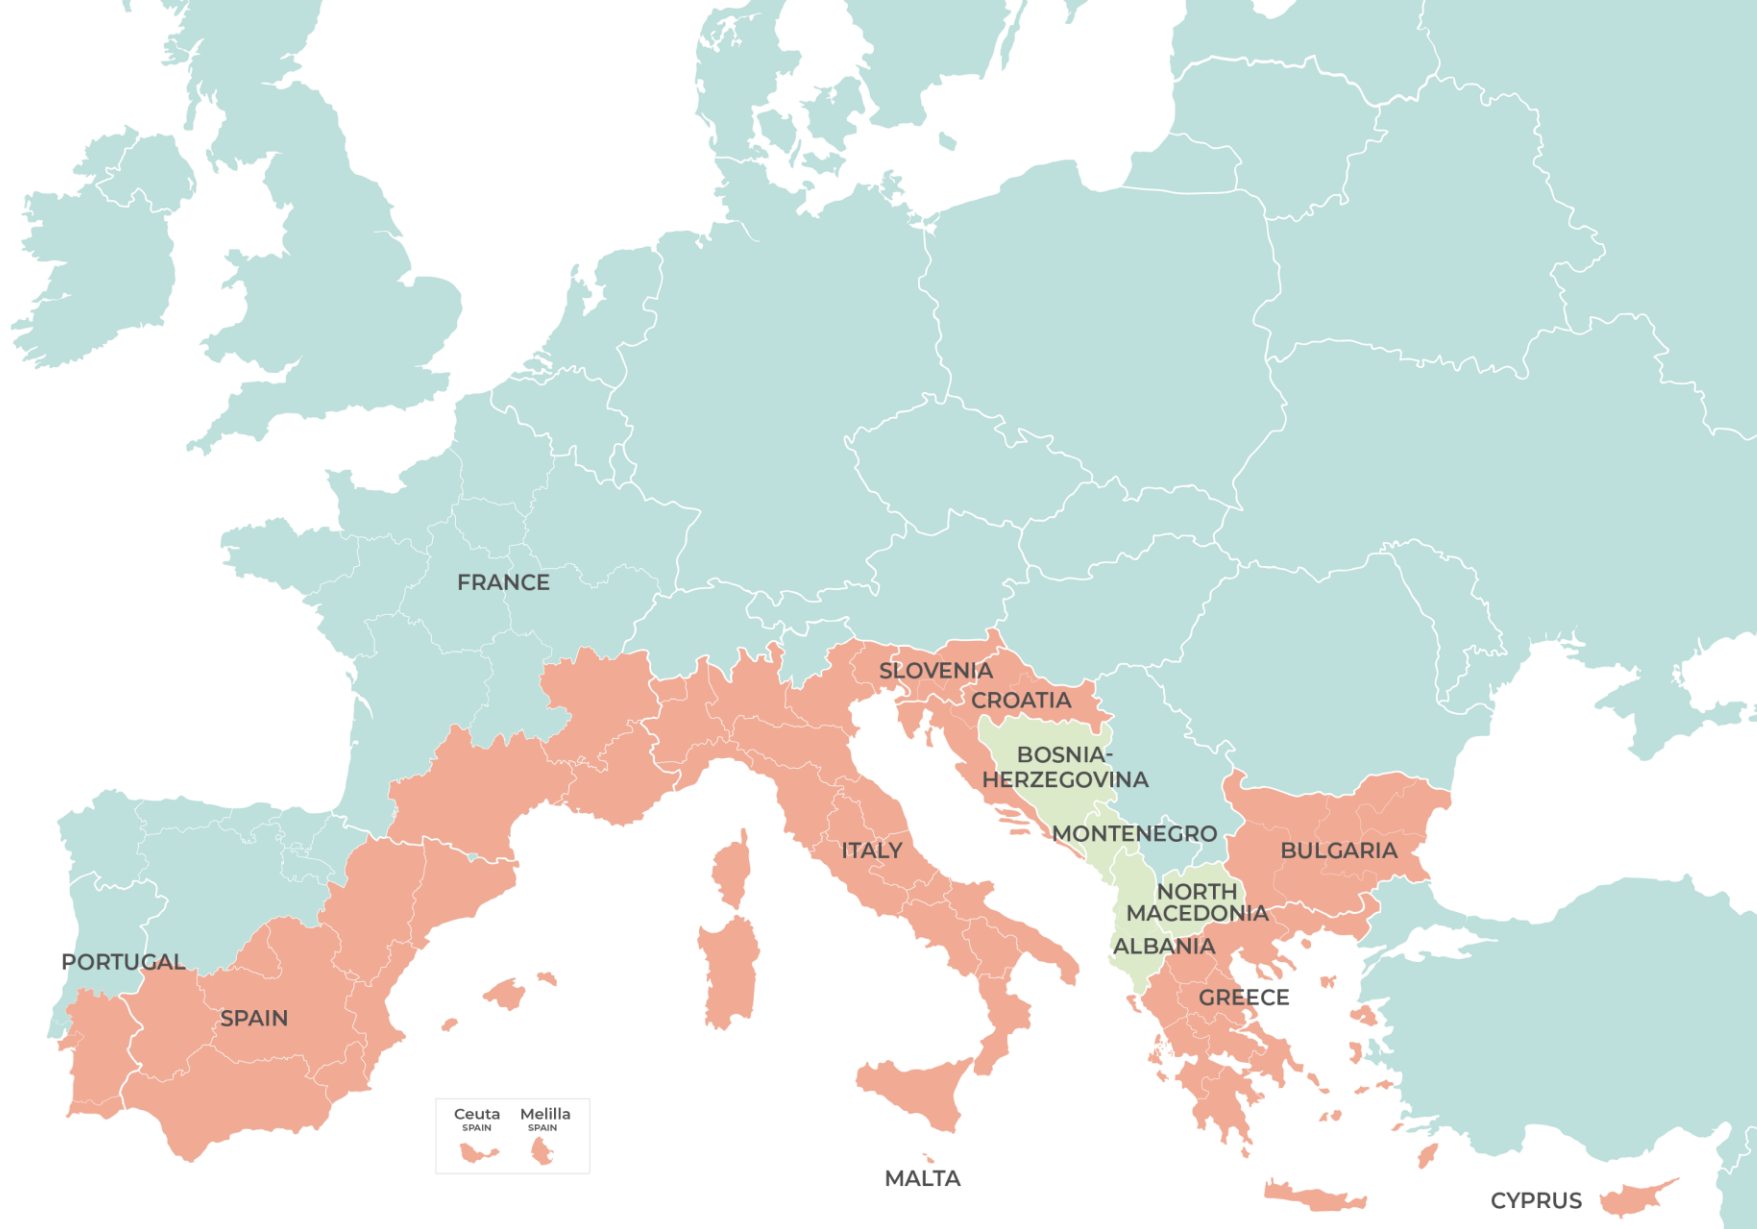 FRANCE
SLOVENIA
CROATIA
BOSNIA-
HERZEGOVINA
MONTENEGRO
ITALY
BULGARIA
NORTH
MACEDONIA
ALBANIA
PORTUGAL
GREECE
SPAIN
Ceuta
SPAIN
Melilla
SPAIN
MALTA
CYPRUS